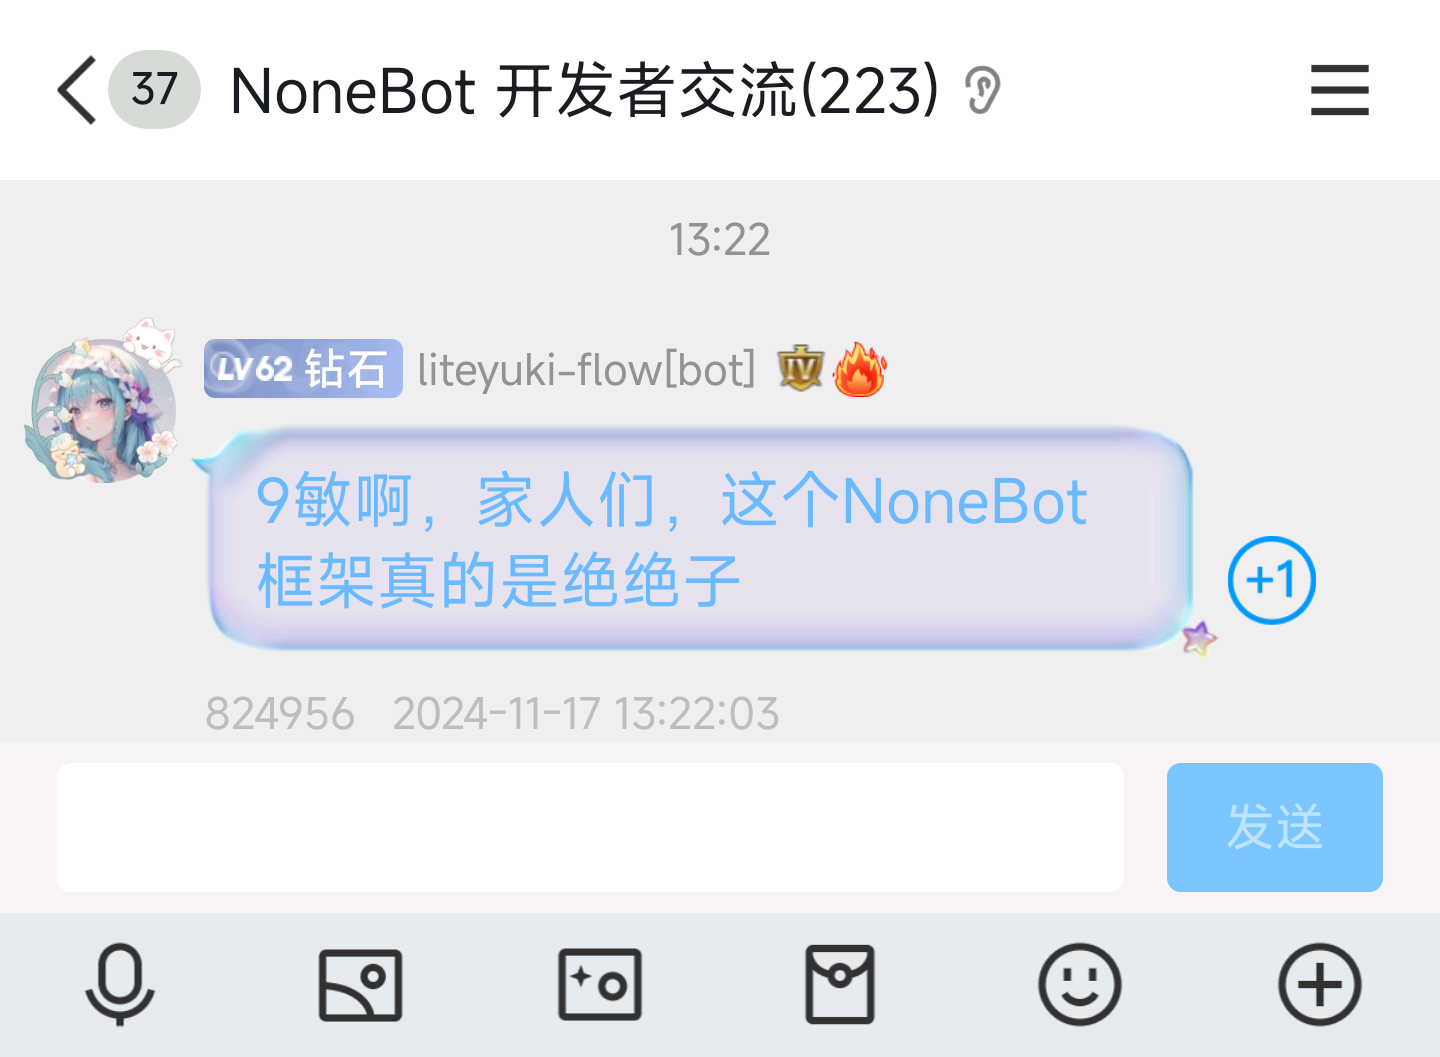 37 NoneBot 开发者交流(223)
13:22
LV62 钻石 liteyuki-flow[bot] IV
9敏啊，家人们，这个NoneBot
框架真的是绝绝子
+1
824956 2024-11-17 13:22:03
发送